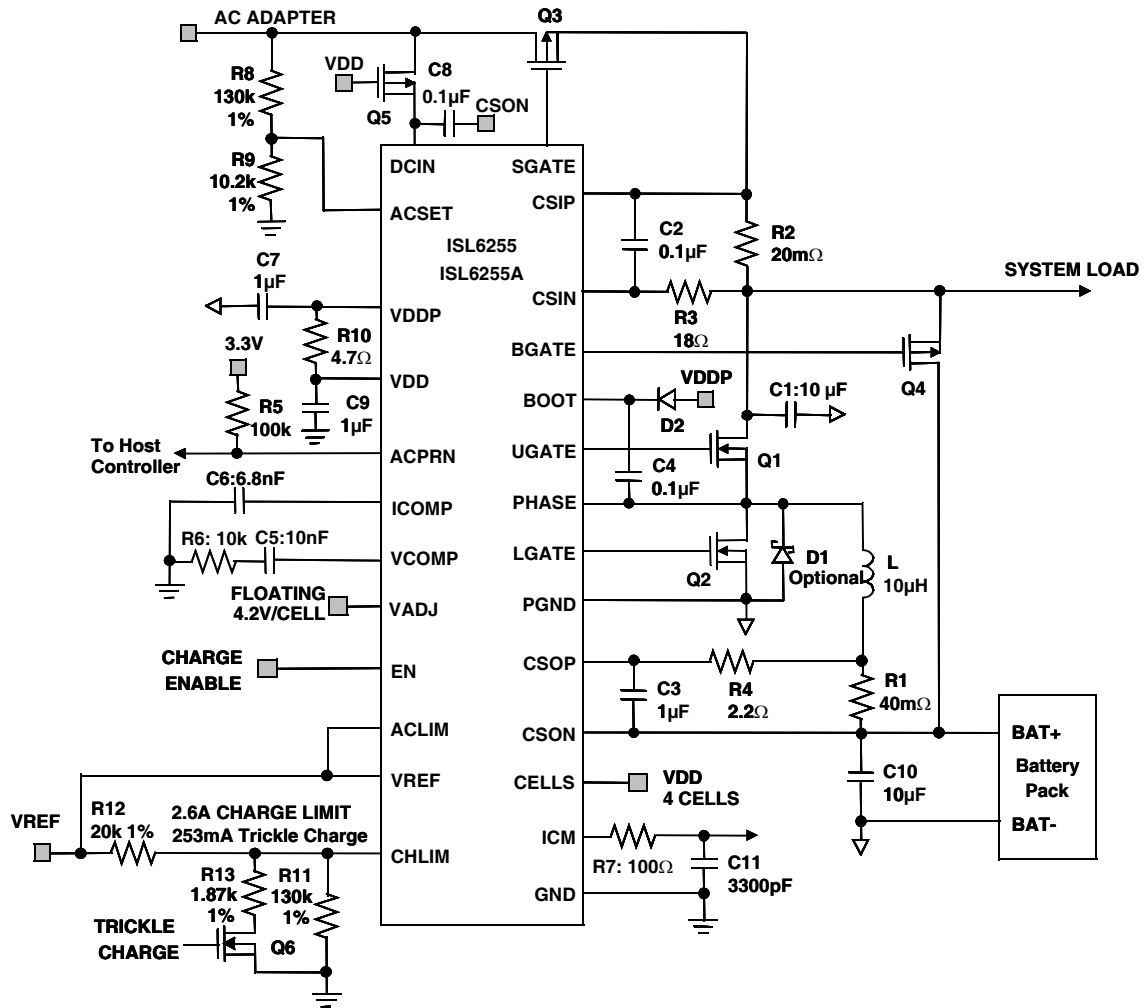 AC ADAPTER
Q3
R8
130k
1%
VDD
C8
0.1µF
CSON
Q5
R9
10.2k
1%
DCIN
SGATE
CSIP
ACSET
ISL6255
ISL6255A
C2
0.1µF
R2
20mΩ
C7
1µF
SYSTEM LOAD
CSIN
R3
18Ω
VDDP
R10
4.7Ω
3.3V
BGATE
Q4
VDD
C9
1µF
R5
100k
BOOT
VDDP
D2
C1:10 µF
To Host
Controller
ACPRN
UGATE
Q1
C4
0.1µF
C6:6.8nF
ICOMP
PHASE
R6: 10k
C5:10nF
VCOMP
LGATE
Q2
D1
Optional
L
10µH
FLOATING
4.2V/CELL
VADJ
PGND
CHARGE
ENABLE
EN
CSOP
R4
2.2Ω
C3
1µF
R1
40mΩ
ACLIM
CSON
BAT+
Battery
Pack
BAT-
VREF
CELLS
VDD
4 CELLS
C10
10µF
VREF
R12
20k 1%
2.6A CHARGE LIMIT
253mA Trickle Charge
CHLIM
ICM
R7: 100Ω
C11
3300pF
R13
1.87k
1%
R11
130k
1%
GND
TRICKLE
CHARGE
Q6